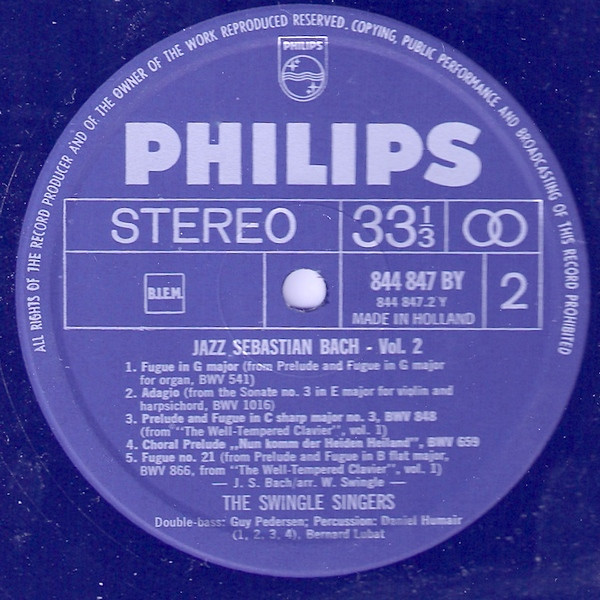 ALL RIGHTS OF THE RECORD PRODUCER AND OF THE OWNER OF THE WORK REPRODUCED RESERVED. COPYING, PUBLIC PERFORMANCE AND BROADCASTING OF THIS RECORD PROHIBITED
PHILIPS
PHILIPS
STEREO 33 1/3
B.I.E.M. 844 847 BY 2
844 847.2 Y
MADE IN HOLLAND
JAZZ SEBASTIAN BACH - Vol. 2
1. Fugue in G major (from Prelude and Fugue in G major
for organ, BWV 541)
2. Adagio (from the Sonate no. 3 in E major for violin and
harpsichord, BWV 1016)
3. Prelude and Fugue in C sharp major no. 3, BWV 848
(from "The Well-Tempered Clavier", vol. 1)
4. Choral Prelude „Nun komm der Heiden Heiland", BWV 659
5. Fugue no. 21 (from Prelude and Fugue in B flat major,
BWV 866, from "The Well-Tempered Clavier", vol. 1)
— J. S. Bach/arr. W. Swingle —
THE SWINGLE SINGERS
Double-bass: Guy Pedersen; Percussion: Daniel Humair
(1, 2, 3, 4), Bernard Lubat